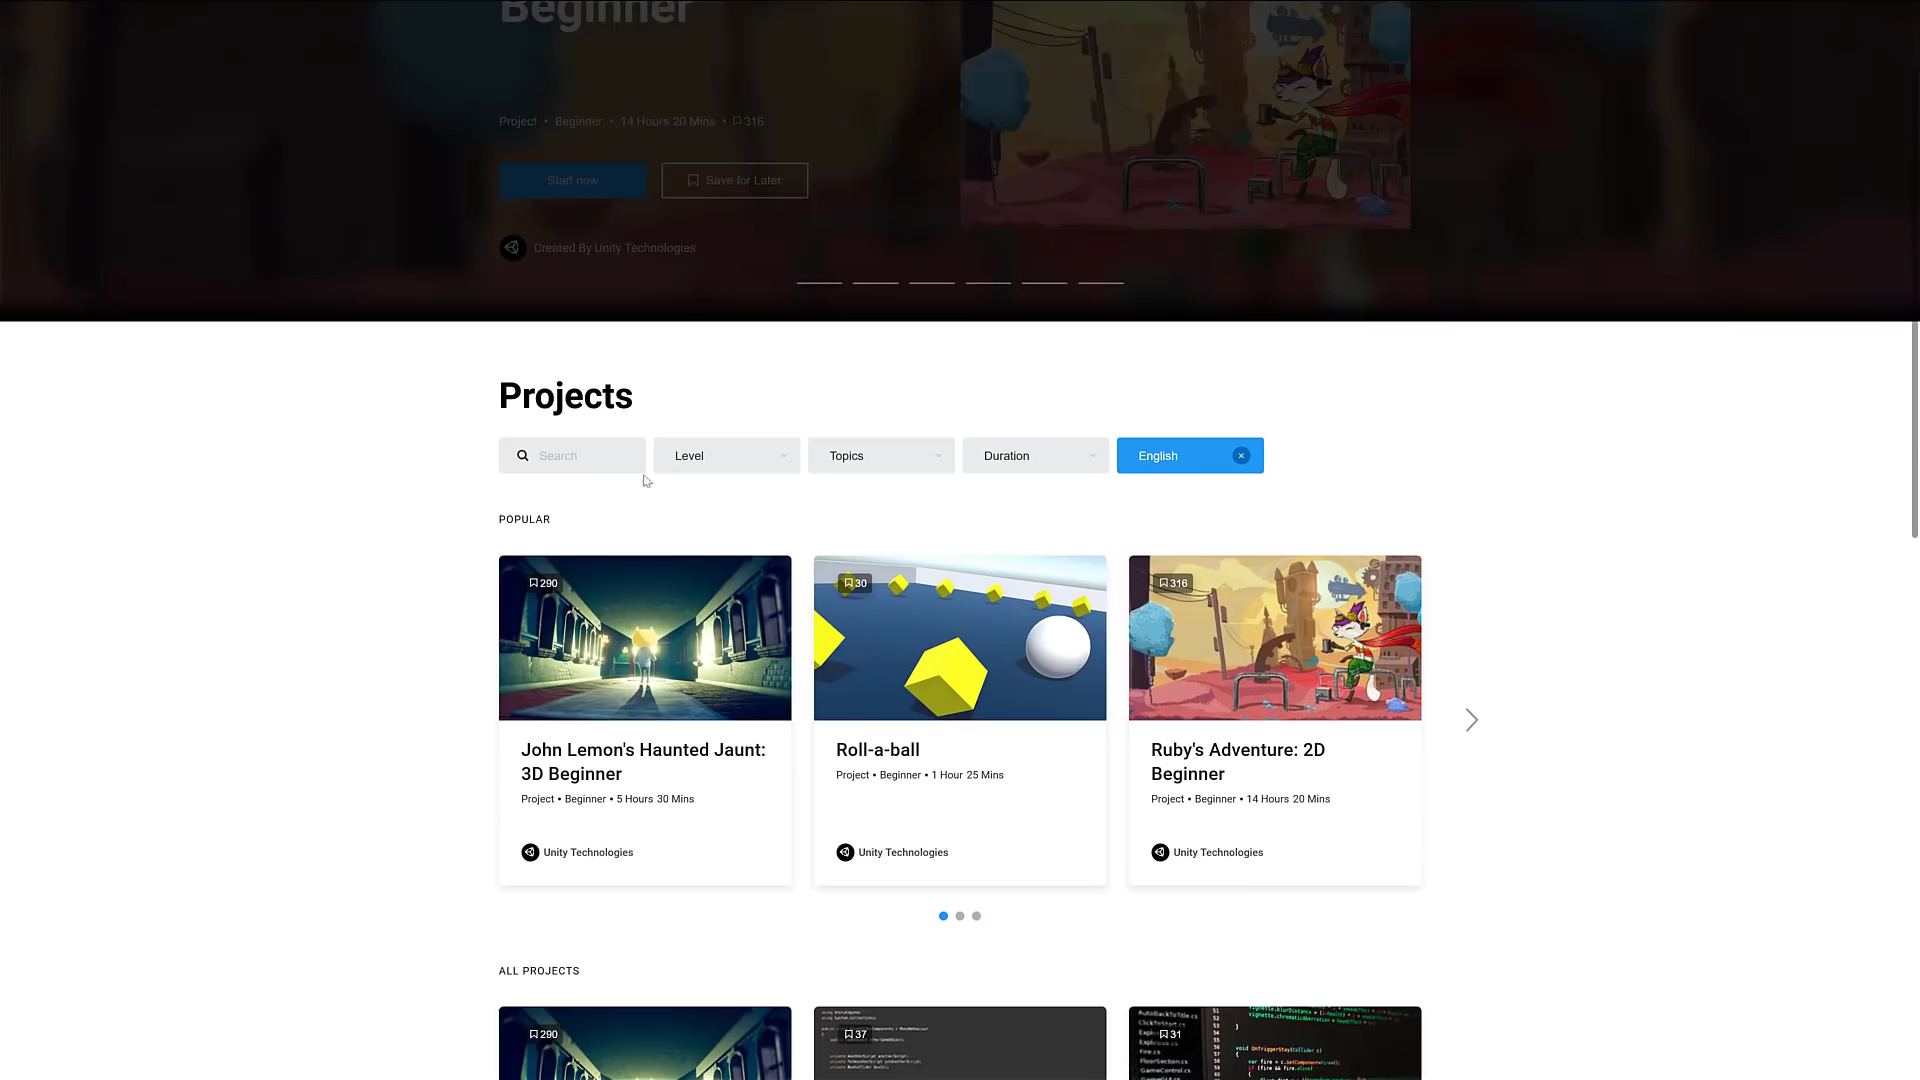 Beginner
Project • Beginner • 14 Hours 20 Mins • 316
Start now
Save for Later
Created By Unity Technologies
Projects
Search
Level
Topics
Duration
English
POPULAR
290
30
316
John Lemon's Haunted Jaunt:
3D Beginner
Project • Beginner • 5 Hours 30 Mins
Unity Technologies
Roll-a-ball
Project • Beginner • 1 Hour 25 Mins
Unity Technologies
Ruby's Adventure: 2D
Beginner
Project • Beginner • 14 Hours 20 Mins
Unity Technologies
ALL PROJECTS
290
37
31